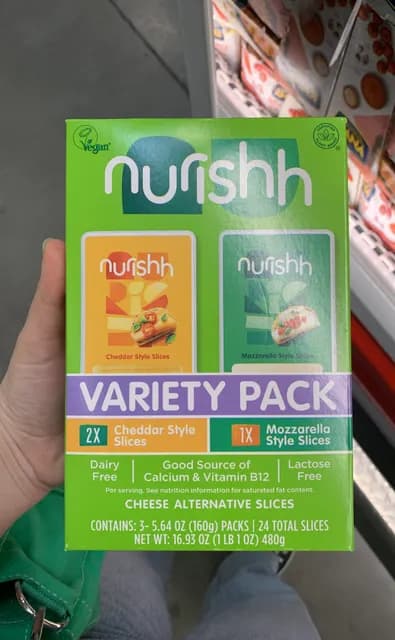 Vegan
nurishh
nurishh
Cheddar Style Slices
nurishh
Mozzarella Style Slices
VARIETY PACK
2X Cheddar Style
Slices
1X Mozzarella
Style Slices
Dairy
Free
Good Source of
Calcium & Vitamin B12
Lactose
Free
Per serving. See nutrition information for saturated fat content.
CHEESE ALTERNATIVE SLICES
CONTAINS: 3- 5.64 OZ (160g) PACKS | 24 TOTAL SLICES
NET WT: 16.93 OZ (1 LB 1 OZ) 480g